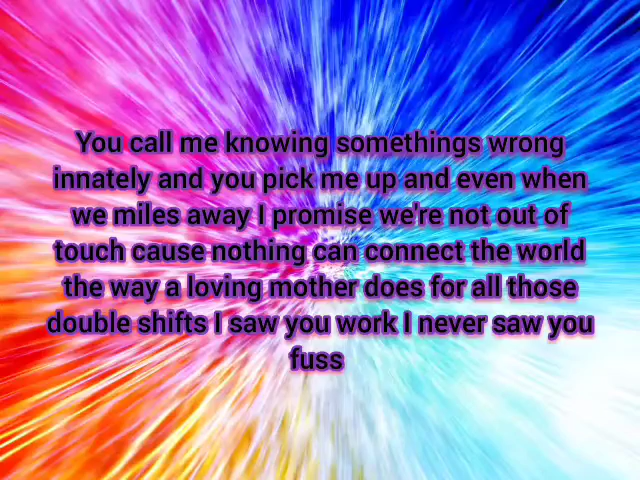 You call me knowing somethings wrong
innately and you pick me up and even when
we miles away I promise we're not out of
touch cause nothing can connect the world
the way a loving mother does for all those
double shifts I saw you work I never saw you
fuss